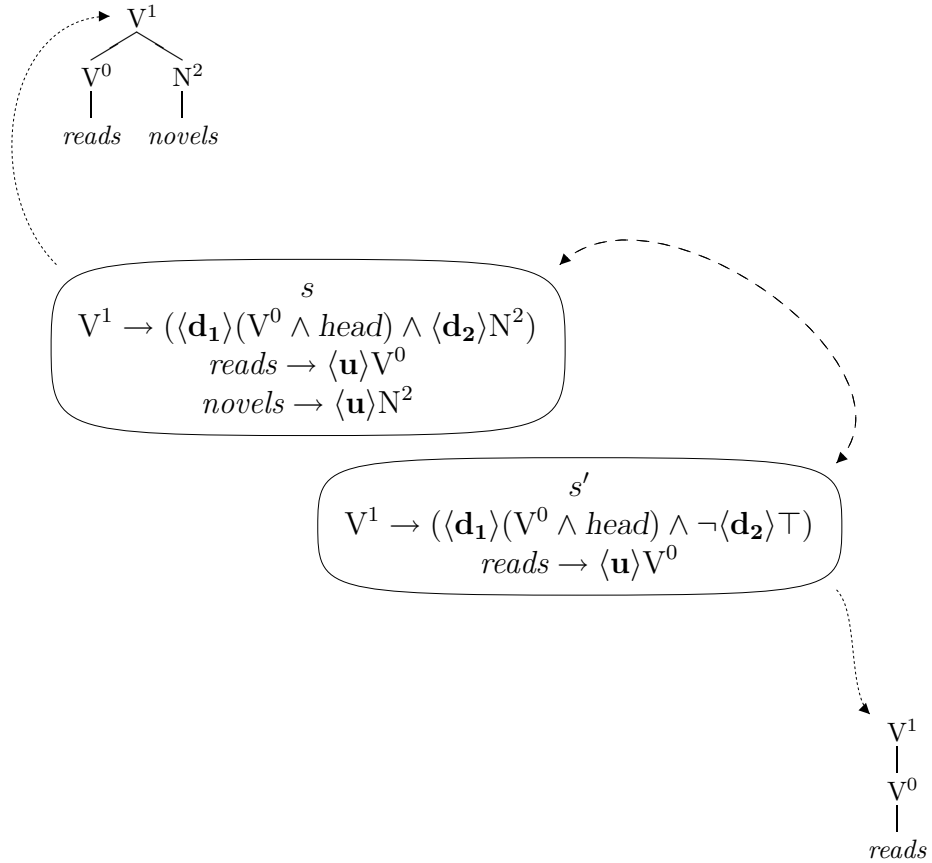 V¹
V⁰ N²
reads novels
s
V¹ → (⟨d₁⟩(V⁰ ∧ head) ∧ ⟨d₂⟩N²)
reads → ⟨u⟩V⁰
novels → ⟨u⟩N²
s′
V¹ → (⟨d₁⟩(V⁰ ∧ head) ∧ ¬⟨d₂⟩⊤)
reads → ⟨u⟩V⁰
V¹
V⁰
reads